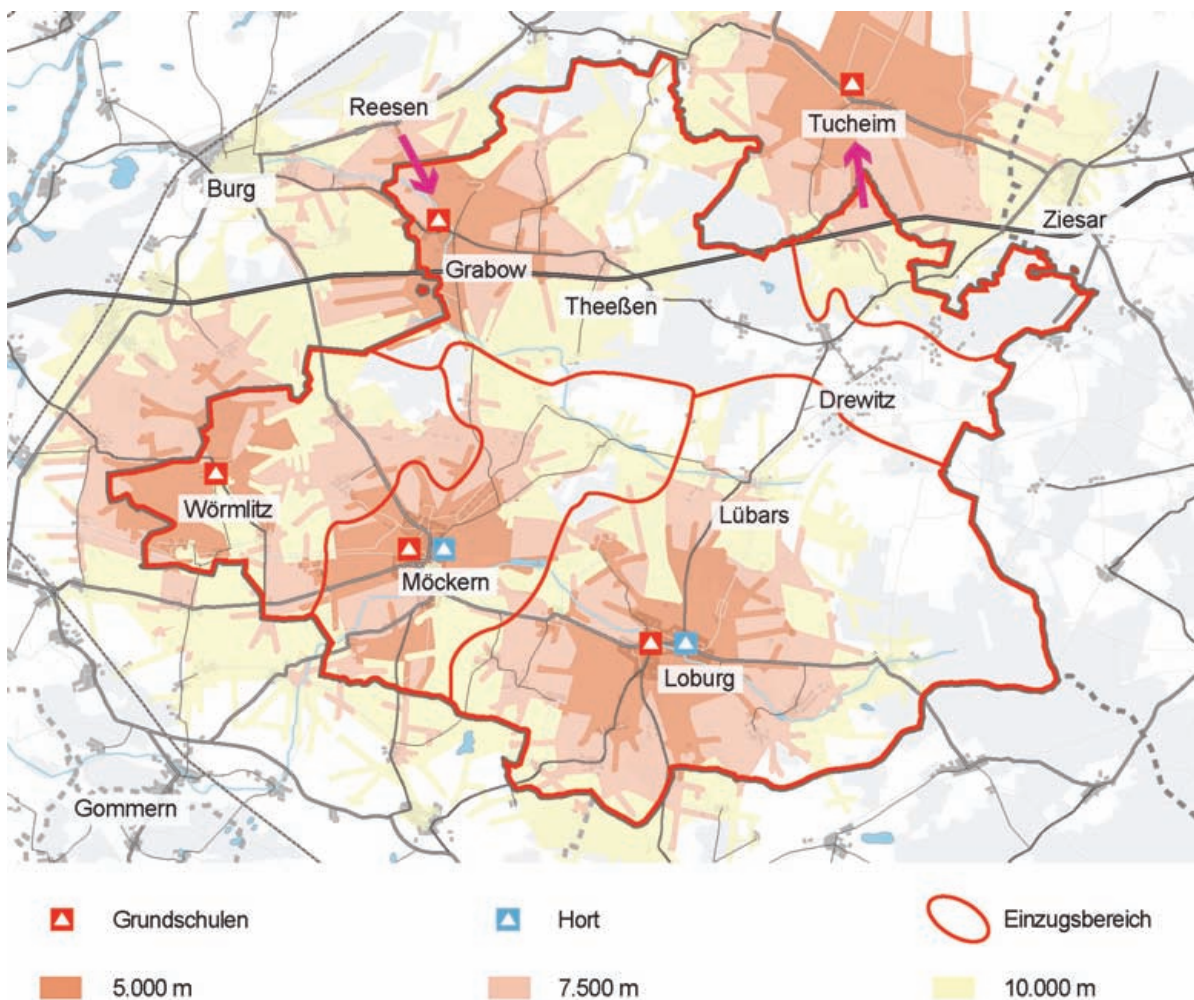 Reesen
Tucheim
Burg
Ziesar
Grabow
Theeßen
Drewitz
Wörmlitz
Lübars
Möckern
Loburg
Gommern
Grundschulen
Hort
Einzugsbereich
5.000 m
7.500 m
10.000 m